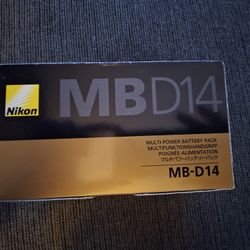 Nikon
MBD14
MULTI-POWER BATTERY PACK
MULTIFUNKTIONSHANDGRIFF
POIGNÉE-ALIMENTATION
マルチパワーバッテリーパック
MB-D14